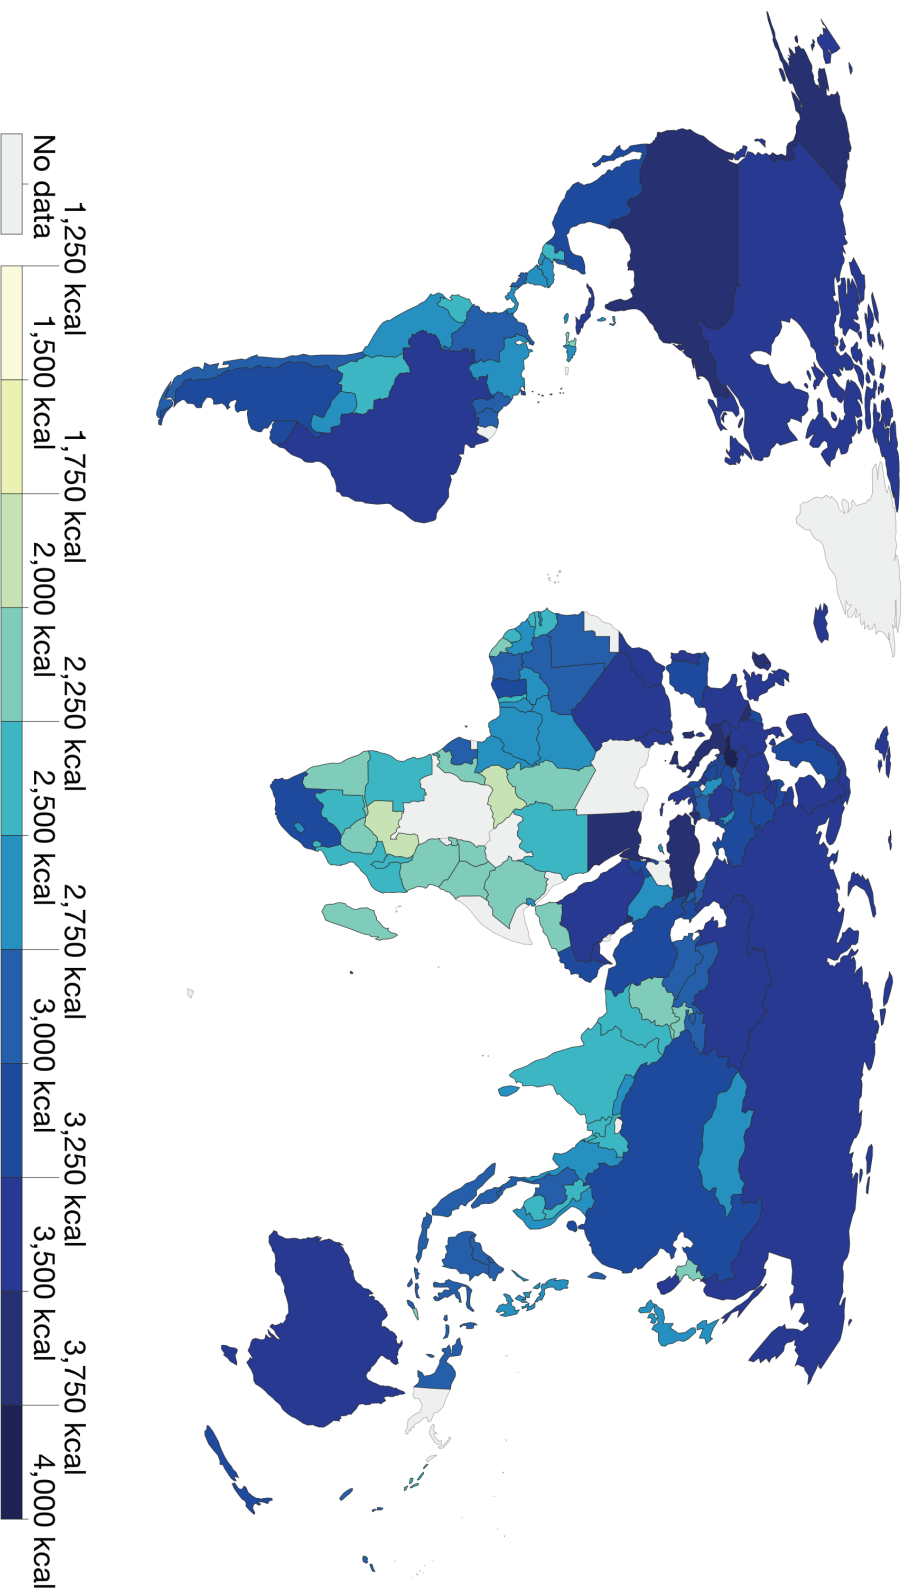 No data
1,250 kcal
1,500 kcal
1,750 kcal
2,000 kcal
2,250 kcal
2,500 kcal
2,750 kcal
3,000 kcal
3,250 kcal
3,500 kcal
3,750 kcal
4,000 kcal